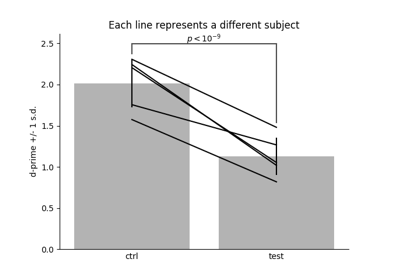 Each line represents a different subject
p < 10⁻⁹
2.5
2.0
1.5
1.0
0.5
0.0
d-prime +/- 1 s.d.
ctrl
test